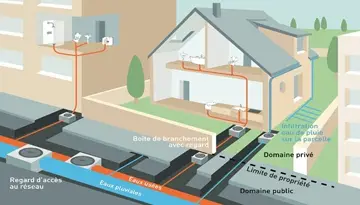 Boîte de branchement
avec regard
Infiltration
eau de pluie
sur la parcelle
Domaine privé
Limite de propriété
Domaine public
Regard d'accès
au réseau
Eaux usées
Eaux pluviales